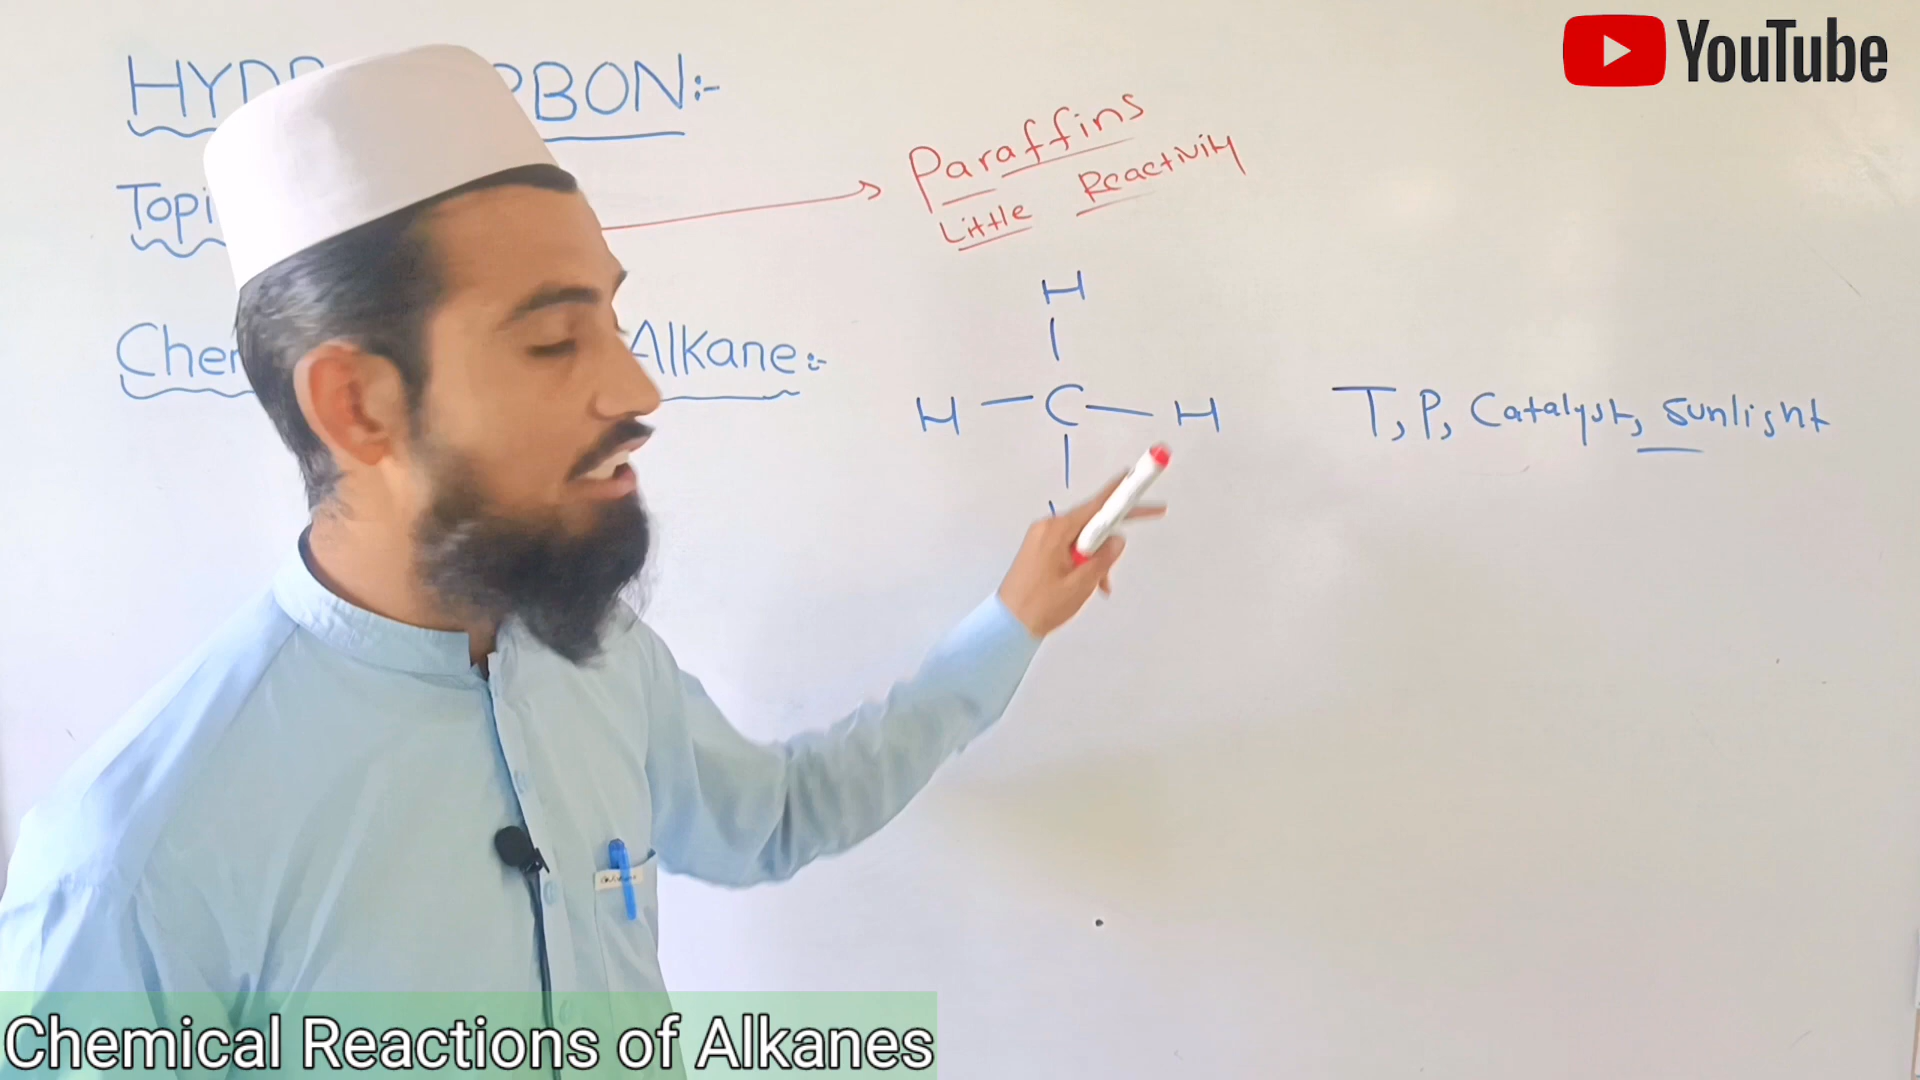 YouTube
HYD BON:-
Paraffins
Little Reactivity
Topi
H
Chem Alkane:-
H - C - H
T, P, Catalyst, Sunlight
Chemical Reactions of Alkanes